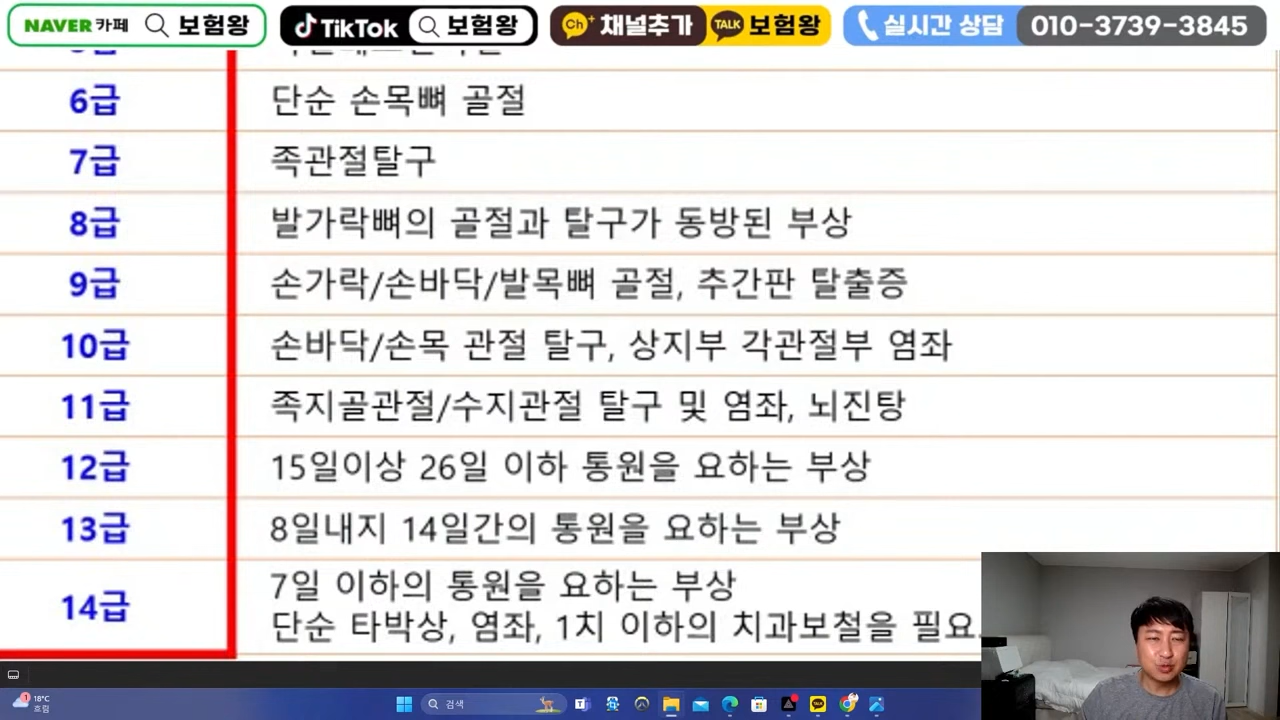 NAVER 카페 보험왕
TikTok 보험왕
Ch+ 채널추가 TALK 보험왕
실시간 상담 010-3739-3845
6급 단순 손목뼈 골절
7급 족관절탈구
8급 발가락뼈의 골절과 탈구가 동방된 부상
9급 손가락/손바닥/발목뼈 골절, 추간판 탈출증
10급 손바닥/손목 관절 탈구, 상지부 각관절부 염좌
11급 족지골관절/수지관절 탈구 및 염좌, 뇌진탕
12급 15일이상 26일 이하 통원을 요하는 부상
13급 8일내지 14일간의 통원을 요하는 부상
14급 7일 이하의 통원을 요하는 부상
단순 타박상, 염좌, 1치 이하의 치과보철을 필요
18°C
흐림
검색